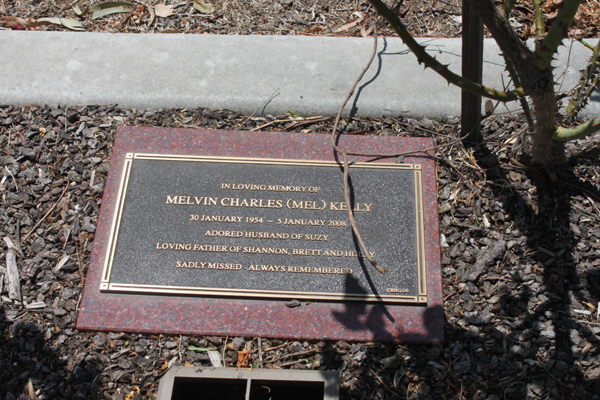 IN LOVING MEMORY OF
MELVIN CHARLES (MEL) KELLY
30 JANUARY 1954 – 5 JANUARY 2008
ADORED HUSBAND OF SUZY
LOVING FATHER OF SHANNON, BRETT AND HOLLY
SADLY MISSED - ALWAYS REMEMBERED